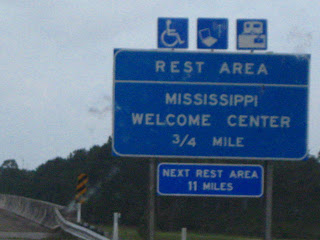 REST AREA
MISSISSIPPI
WELCOME CENTER
3/4 MILE
NEXT REST AREA
11 MILES